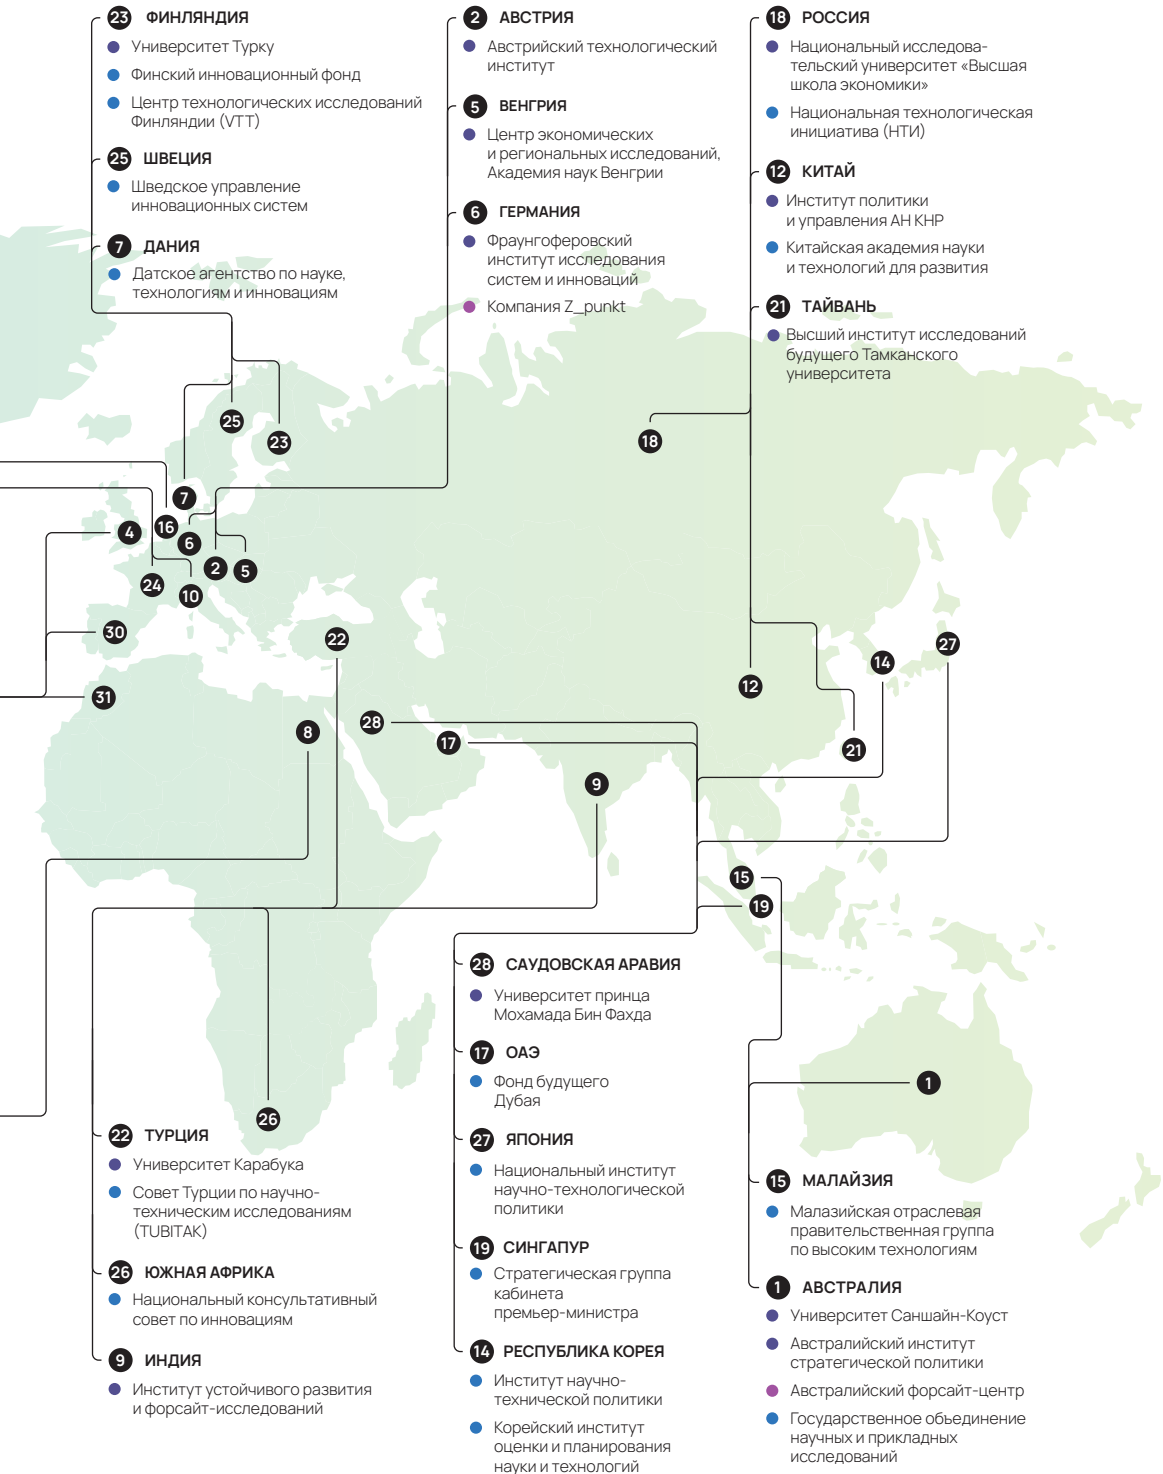 23 ФИНЛЯНДИЯ
Университет Турку
Финский инновационный фонд
Центр технологических исследований
Финляндии (VTT)
25 ШВЕЦИЯ
Шведское управление
инновационных систем
7 ДАНИЯ
Датское агентство по науке,
технологиям и инновациям
2 АВСТРИЯ
Австрийский технологический
институт
5 ВЕНГРИЯ
Центр экономических
и региональных исследований,
Академия наук Венгрии
6 ГЕРМАНИЯ
Фраунгоферовский
институт исследования
систем и инноваций
Компания Z_punkt
18 РОССИЯ
Национальный исследова-
тельский университет «Высшая
школа экономики»
Национальная технологическая
инициатива (НТИ)
12 КИТАЙ
Институт политики
и управления АН КНР
Китайская академия науки
и технологий для развития
21 ТАЙВАНЬ
Высший институт исследований
будущего Тамканского
университета
25
23
18
7
16
4
6
2
5
24
10
30
22
27
14
12
31
28
8
17
21
9
15
19
1
26
28 САУДОВСКАЯ АРАВИЯ
Университет принца
Мохамада Бин Фахда
17 ОАЭ
Фонд будущего
Дубая
27 ЯПОНИЯ
Национальный институт
научно-технологической
политики
19 СИНГАПУР
Стратегическая группа
кабинета
премьер-министра
14 РЕСПУБЛИКА КОРЕЯ
Институт научно-
технической политики
Корейский институт
оценки и планирования
науки и технологий
22 ТУРЦИЯ
Университет Карабука
Совет Турции по научно-
техническим исследованиям
(TUBITAK)
26 ЮЖНАЯ АФРИКА
Национальный консультативный
совет по инновациям
9 ИНДИЯ
Институт устойчивого развития
и форсайт-исследований
15 МАЛАЙЗИЯ
Малазийская отраслевая
правительственная группа
по высоким технологиям
1 АВСТРАЛИЯ
Университет Саншайн-Коуст
Австралийский институт
стратегической политики
Австралийский форсайт-центр
Государственное объединение
научных и прикладных
исследований